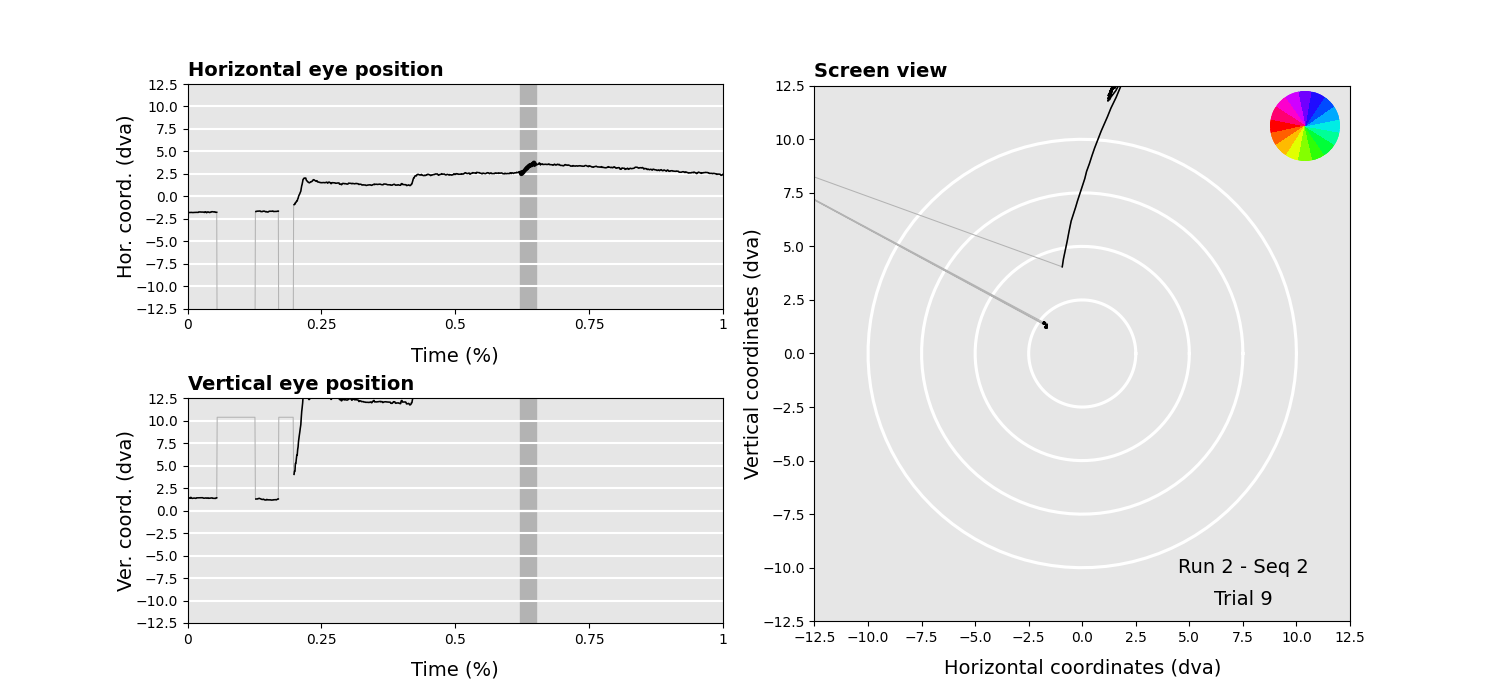 Horizontal eye position
12.5
10.0
7.5
5.0
2.5
0.0
−2.5
−5.0
−7.5
−10.0
−12.5
Hor. coord. (dva)
0 0.25 0.5 0.75 1
Time (%)
Vertical eye position
12.5
10.0
7.5
5.0
2.5
0.0
−2.5
−5.0
−7.5
−10.0
−12.5
Ver. coord. (dva)
0 0.25 0.5 0.75 1
Time (%)
Screen view
12.5
10.0
7.5
5.0
2.5
0.0
−2.5
−5.0
−7.5
−10.0
−12.5
Vertical coordinates (dva)
Run 2 - Seq 2
Trial 9
−12.5 −10.0 −7.5 −5.0 −2.5 0.0 2.5 5.0 7.5 10.0 12.5
Horizontal coordinates (dva)